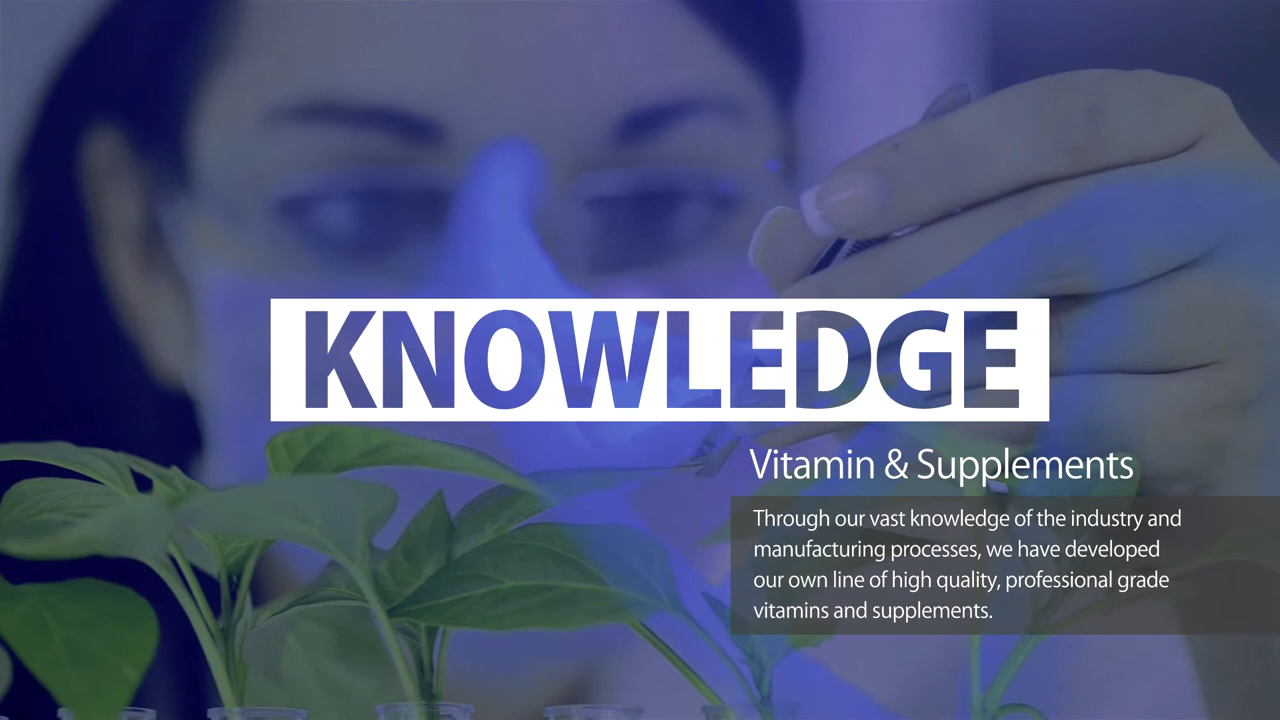 KNOWLEDGE
Vitamin & Supplements
Through our vast knowledge of the industry and
manufacturing processes, we have developed
our own line of high quality, professional grade
vitamins and supplements.